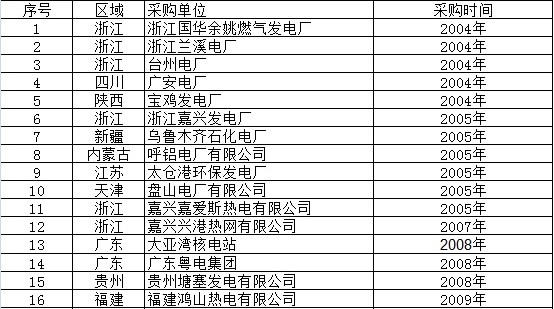 序号 区域 采购单位 采购时间
1 浙江 浙江国华余姚燃气发电厂 2004年
2 浙江 浙江兰溪电厂 2004年
3 浙江 台州电厂 2004年
4 四川 广安电厂 2004年
5 陕西 宝鸡发电厂 2004年
6 浙江 浙江嘉兴发电厂 2005年
7 新疆 乌鲁木齐石化电厂 2005年
8 内蒙古 呼铝电厂有限公司 2005年
9 江苏 太仓港环保发电厂 2005年
10 天津 盘山电厂有限公司 2005年
11 浙江 嘉兴嘉爱斯热电有限公司 2005年
12 浙江 嘉兴兴港热网有限公司 2007年
13 广东 大亚湾核电站 2008年
14 广东 广东粤电集团 2008年
15 贵州 贵州塘塞发电有限公司 2008年
16 福建 福建鸿山热电有限公司 2009年